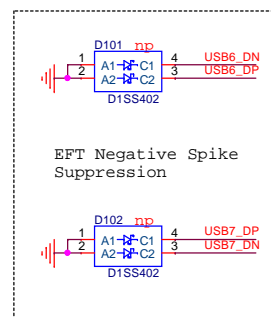 D101 np
1 A1 C1 4 USB6_DN
2 A2 C2 3 USB6_DP
D1SS402
EFT Negative Spike
Suppression
D102 np
1 A1 C1 4 USB7_DP
2 A2 C2 3 USB7_DN
D1SS402